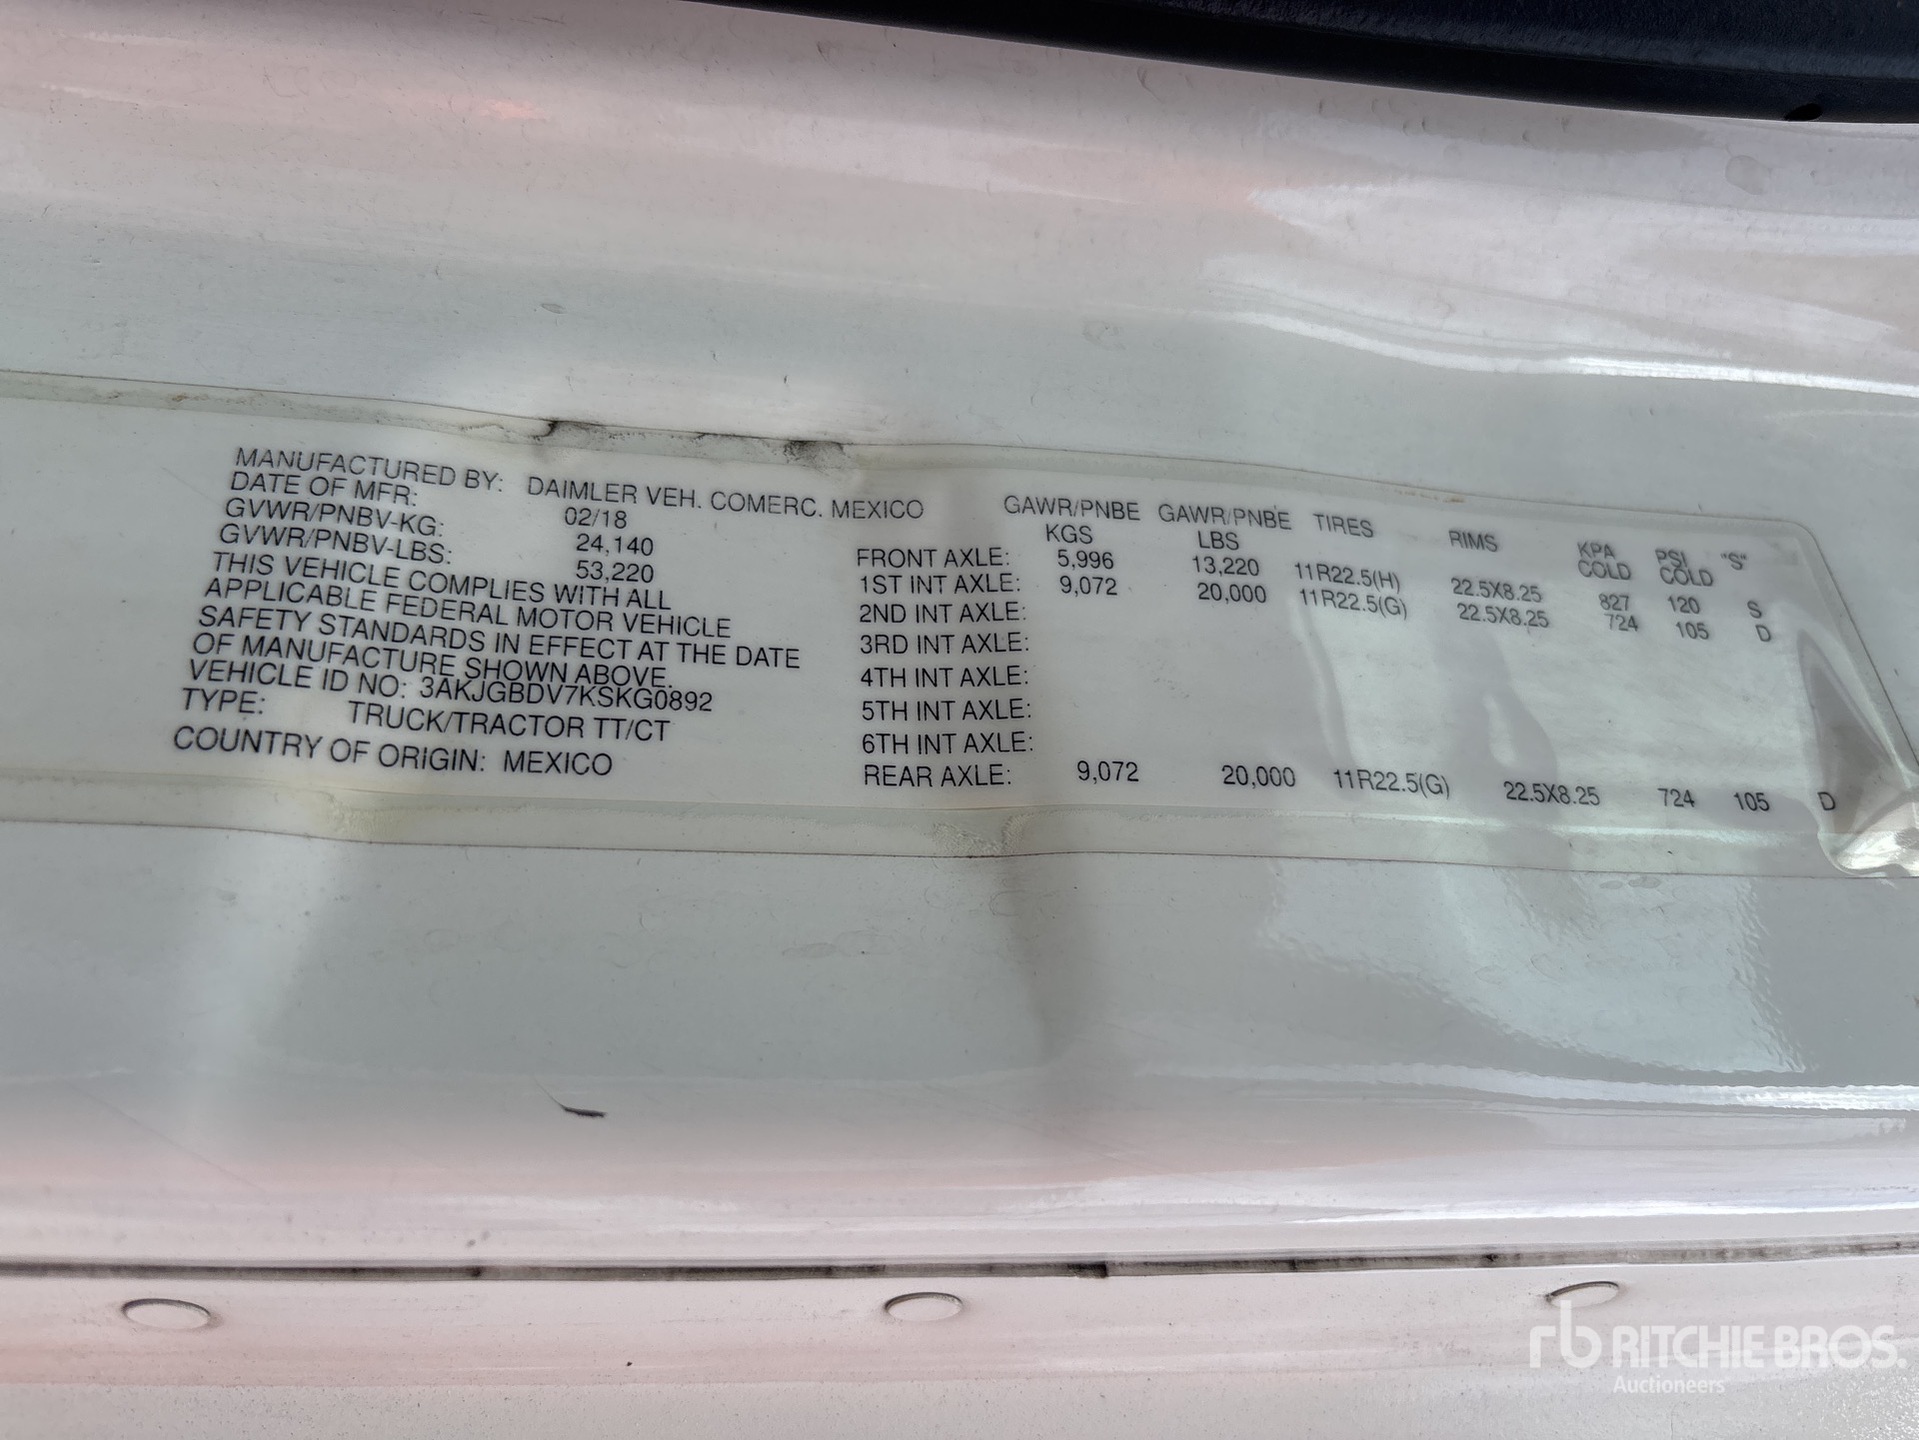 MANUFACTURED BY: DAIMLER VEH. COMERC. MEXICO
DATE OF MFR: 02/18
GVWR/PNBV-KG: 24,140
GVWR/PNBV-LBS: 53,220
THIS VEHICLE COMPLIES WITH ALL
APPLICABLE FEDERAL MOTOR VEHICLE
SAFETY STANDARDS IN EFFECT AT THE DATE
OF MANUFACTURE SHOWN ABOVE.
VEHICLE ID NO: 3AKJGBDV7KSKG0892
TYPE: TRUCK/TRACTOR TT/CT
COUNTRY OF ORIGIN: MEXICO
GAWR/PNBE KGS GAWR/PNBE LBS TIRES RIMS KPA COLD PSI COLD "S"
FRONT AXLE: 5,996 13,220 11R22.5(H) 22.5X8.25 827 120 S
1ST INT AXLE: 9,072 20,000 11R22.5(G) 22.5X8.25 724 105 D
2ND INT AXLE:
3RD INT AXLE:
4TH INT AXLE:
5TH INT AXLE:
6TH INT AXLE:
REAR AXLE: 9,072 20,000 11R22.5(G) 22.5X8.25 724 105 D
rb RITCHIE BROS.
Auctioneers